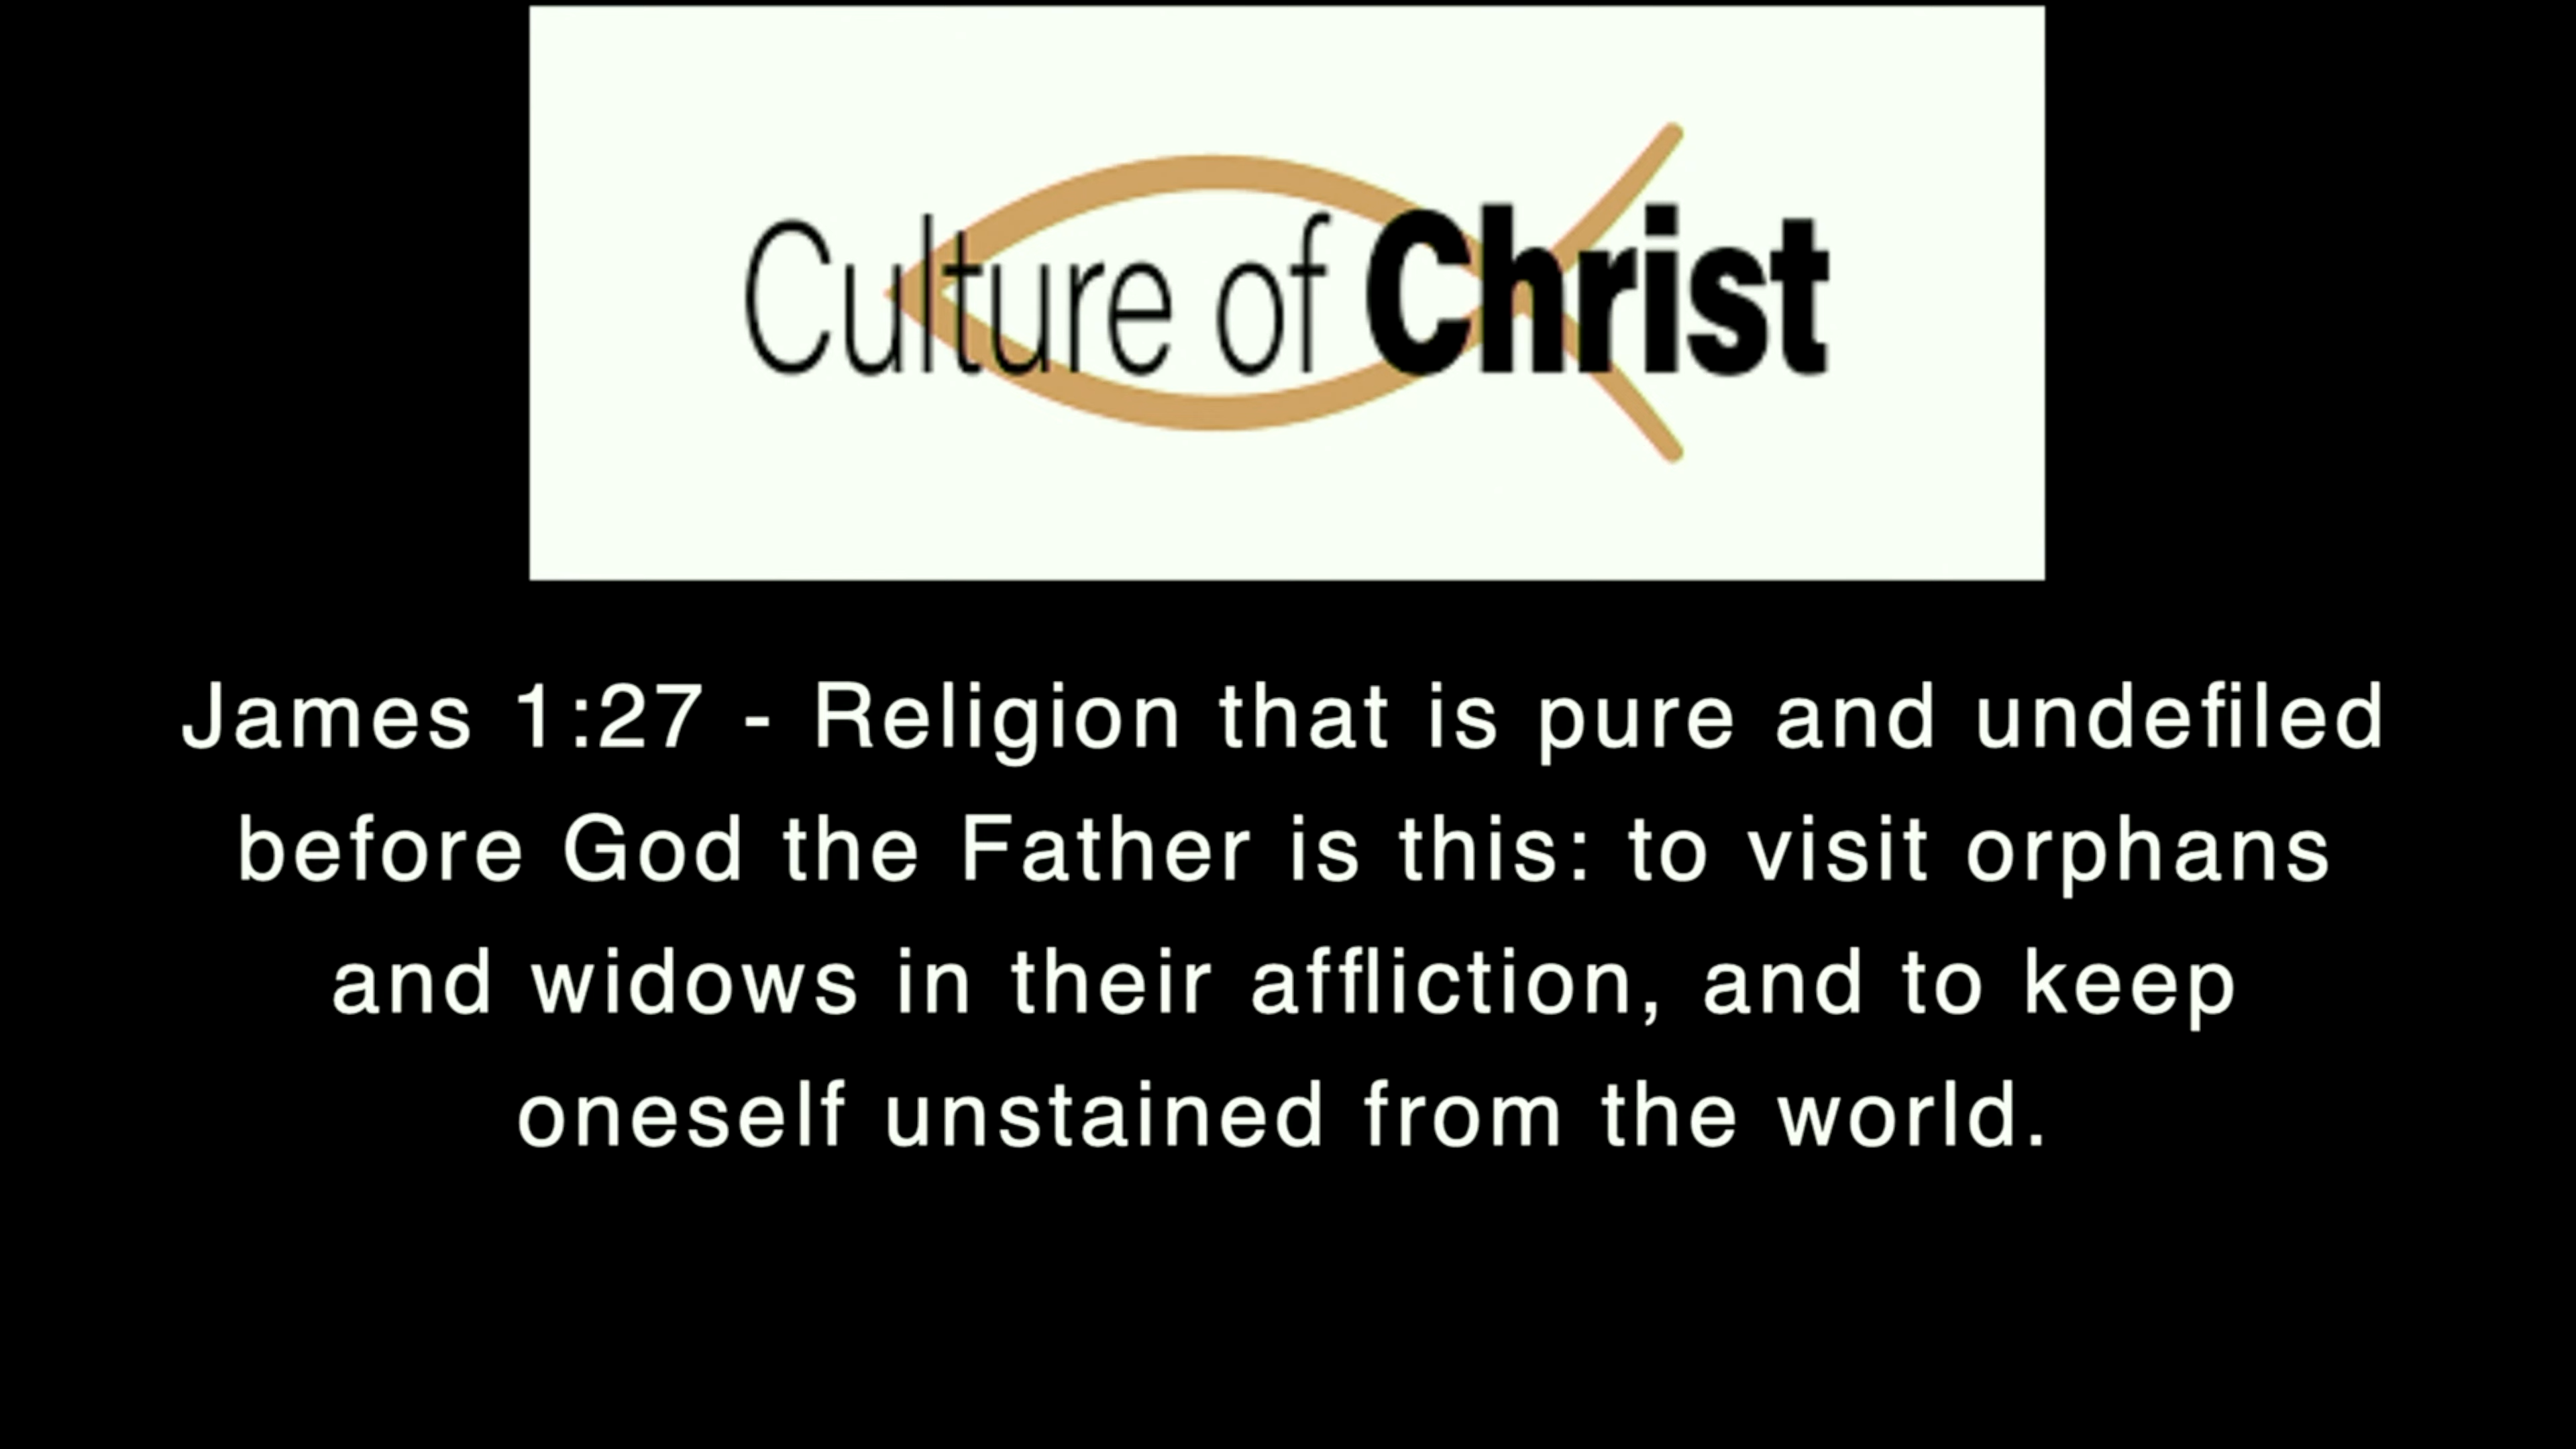 Culture of Christ
James 1:27 - Religion that is pure and undefiled
before God the Father is this: to visit orphans
and widows in their affliction, and to keep
oneself unstained from the world.